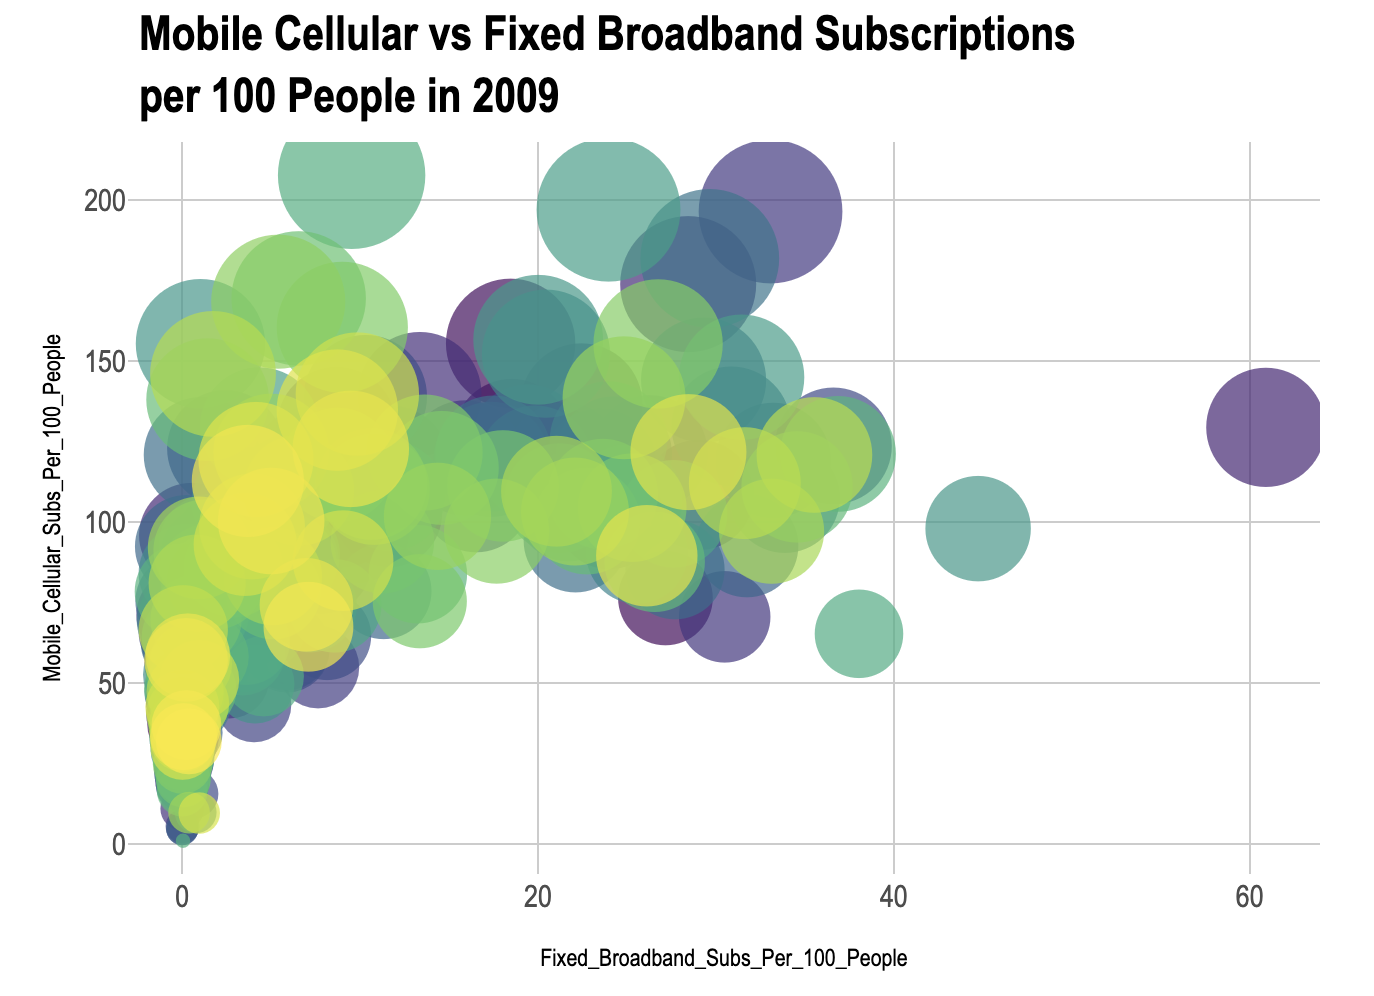 Mobile Cellular vs Fixed Broadband Subscriptions
per 100 People in 2009
Mobile_Cellular_Subs_Per_100_People
200
150
100
50
0
0
20
40
60
Fixed_Broadband_Subs_Per_100_People